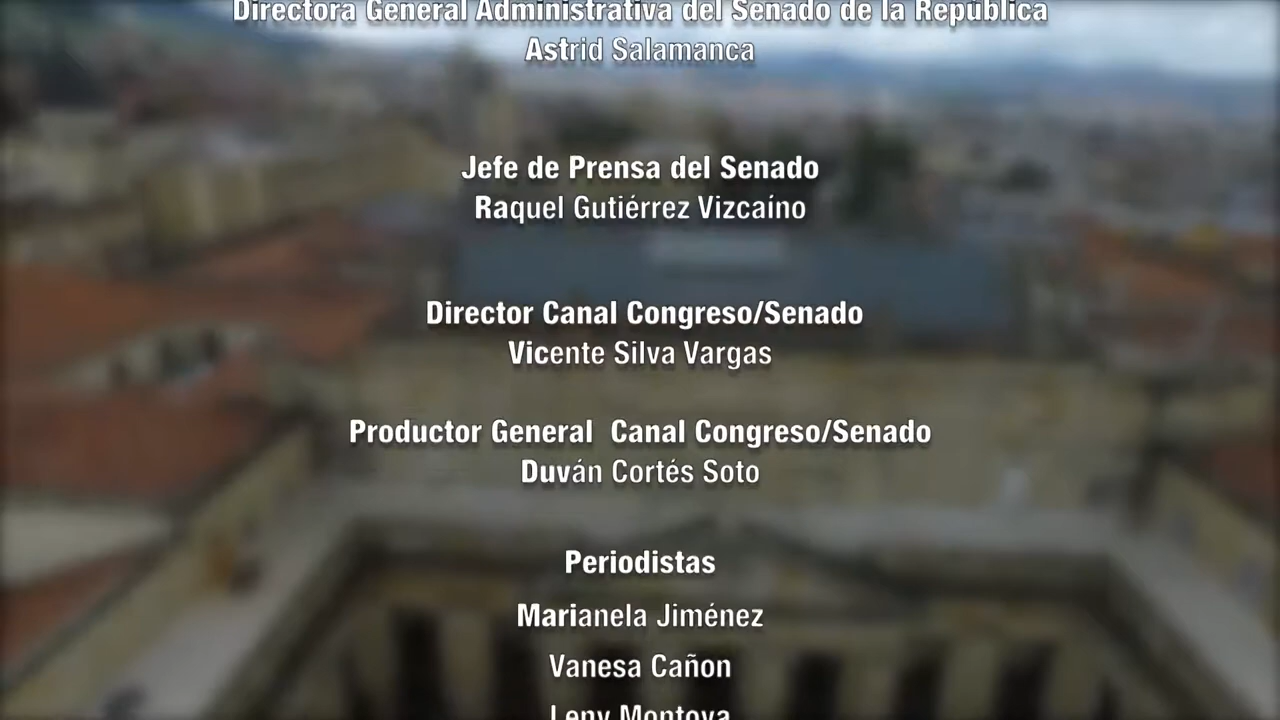 Directora General Administrativa del Senado de la República
Astrid Salamanca
Jefe de Prensa del Senado
Raquel Gutiérrez Vizcaíno
Director Canal Congreso/Senado
Vicente Silva Vargas
Productor General Canal Congreso/Senado
Duván Cortés Soto
Periodistas
Marianela Jiménez
Vanesa Cañon
Leny Montoya